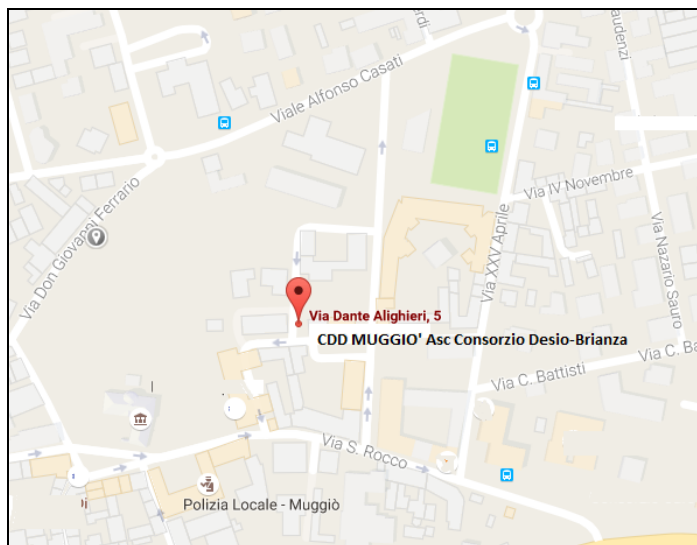 Viale Alfonso Casati
Via Don Giovanni Ferrario
Via IV Novembre
Via XXV Aprile
Via Nazario Sauro
Via Dante Alighieri, 5
CDD MUGGIO' Asc Consorzio Desio-Brianza
Via C. Battisti
Via C. B
Via S. Rocco
Polizia Locale - Muggiò